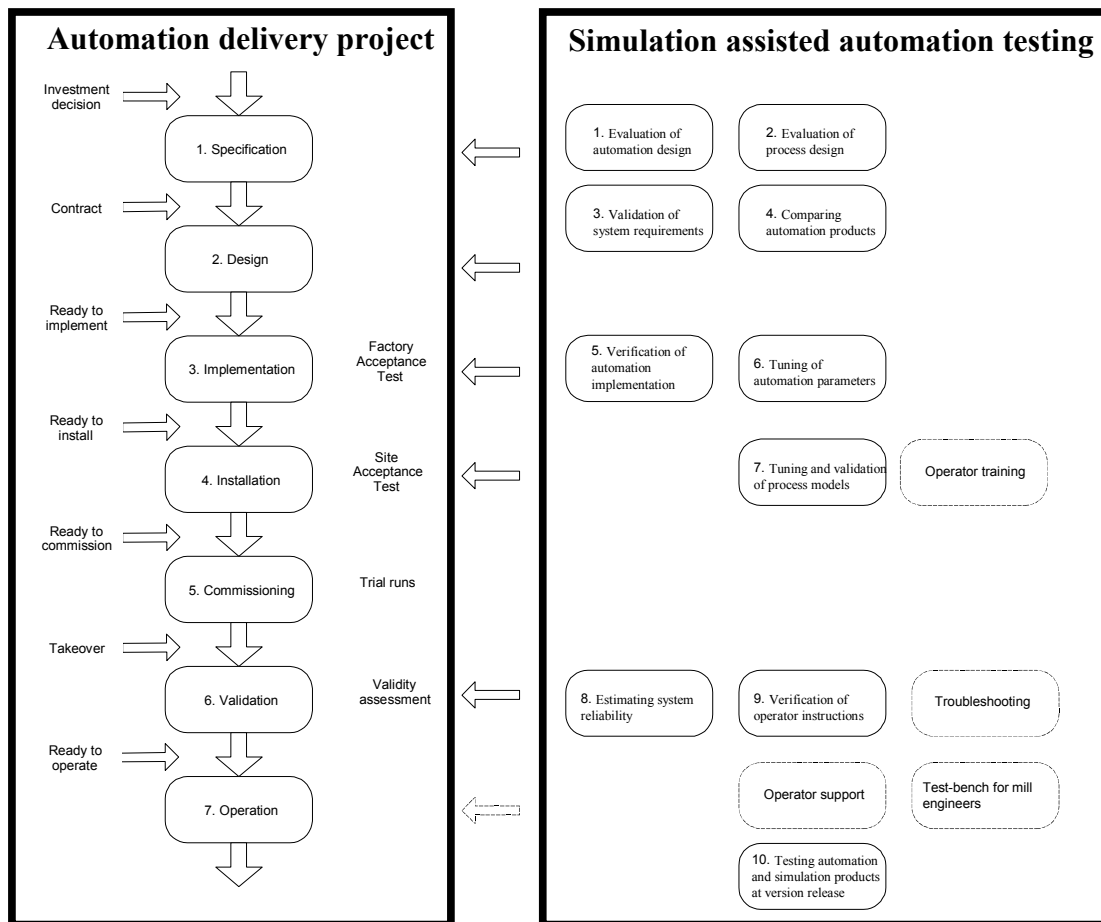 Automation delivery project
Investment
decision
1. Specification
Contract
2. Design
Ready to
implement
3. Implementation
Factory
Acceptance
Test
Ready to
install
4. Installation
Site
Acceptance
Test
Ready to
commission
5. Commissioning
Trial runs
Takeover
6. Validation
Validity
assessment
Ready to
operate
7. Operation
Simulation assisted automation testing
1. Evaluation of
automation design
2. Evaluation of
process design
3. Validation of
system requirements
4. Comparing
automation products
5. Verification of
automation
implementation
6. Tuning of
automation parameters
7. Tuning and validation
of process models
Operator training
8. Estimating system
reliability
9. Verification of
operator instructions
Troubleshooting
Operator support
Test-bench for mill
engineers
10. Testing automation
and simulation products
at version release